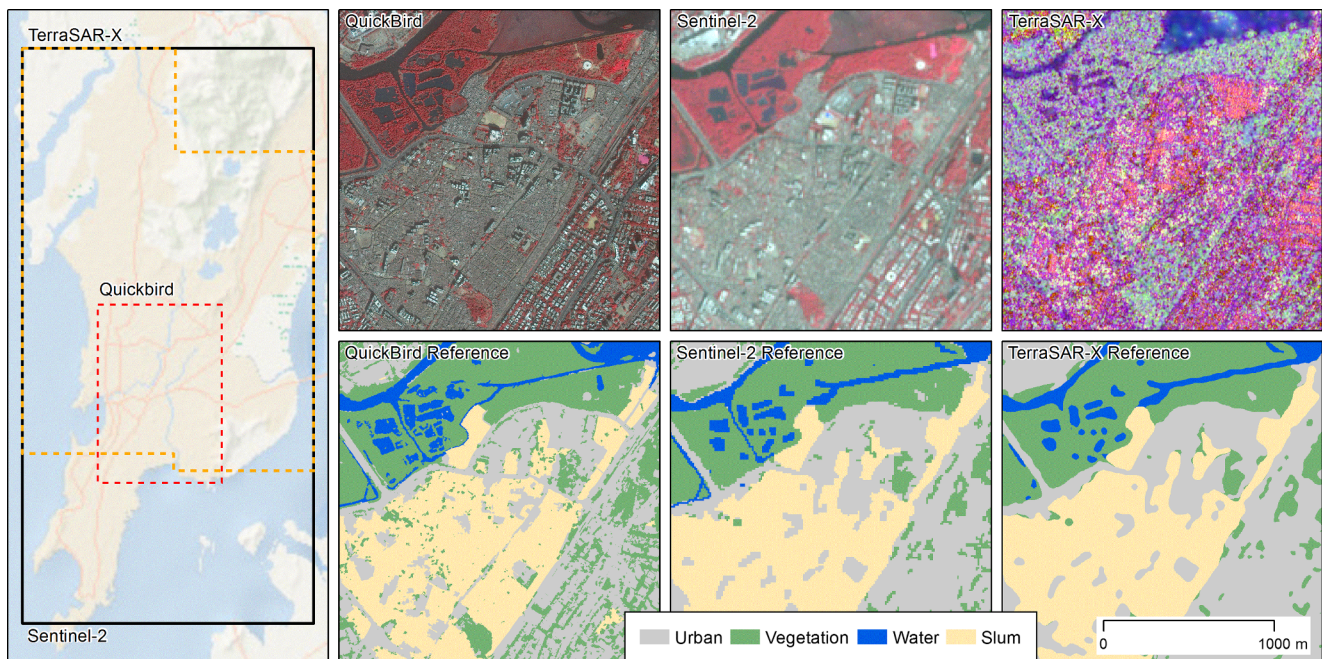 TerraSAR-X
Quickbird
Sentinel-2
QuickBird
Sentinel-2
TerraSAR-X
QuickBird Reference
Sentinel-2 Reference
TerraSAR-X Reference
Urban Vegetation Water Slum
0 1000 m